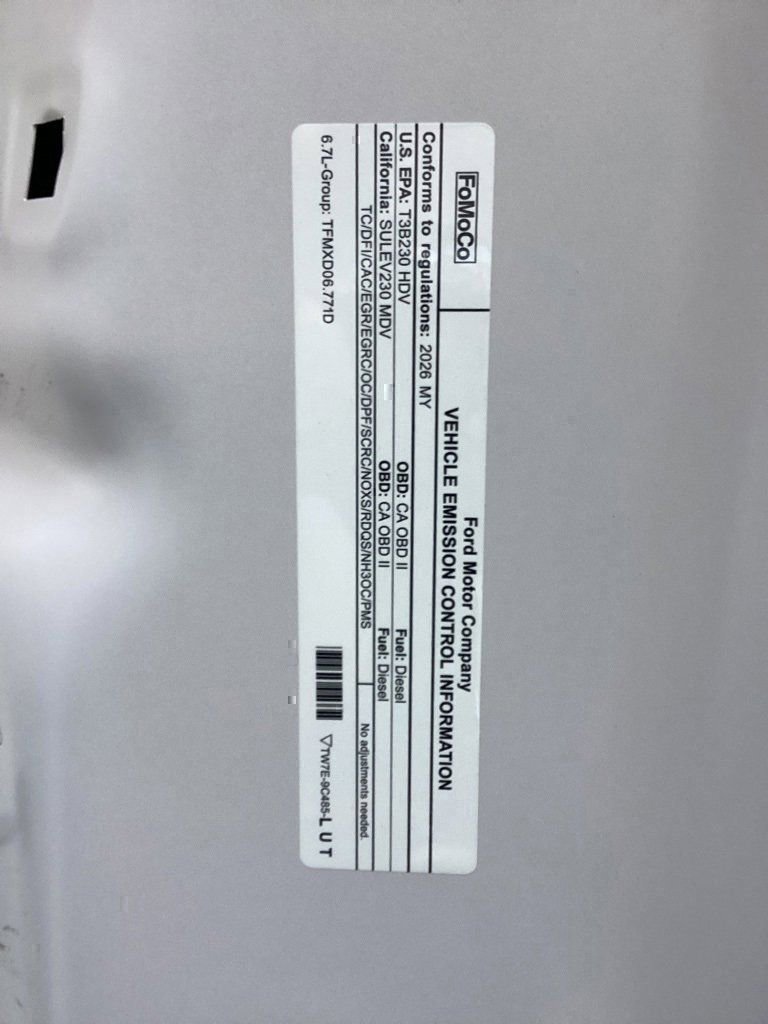 FoMoCo
Ford Motor Company
VEHICLE EMISSION CONTROL INFORMATION
Conforms to regulations: 2026 MY
U.S. EPA: T3B230 HDV OBD: CA OBD II Fuel: Diesel
California: SULEV230 MDV OBD: CA OBD II Fuel: Diesel
TC/DFI/CAC/EGR/EGRC/OC/DPF/SCRC/NOXS/RDQS/NH3OC/PMS No adjustments needed.
6.7L-Group: TFMXD06.771D
TW7E-9C485-L U T